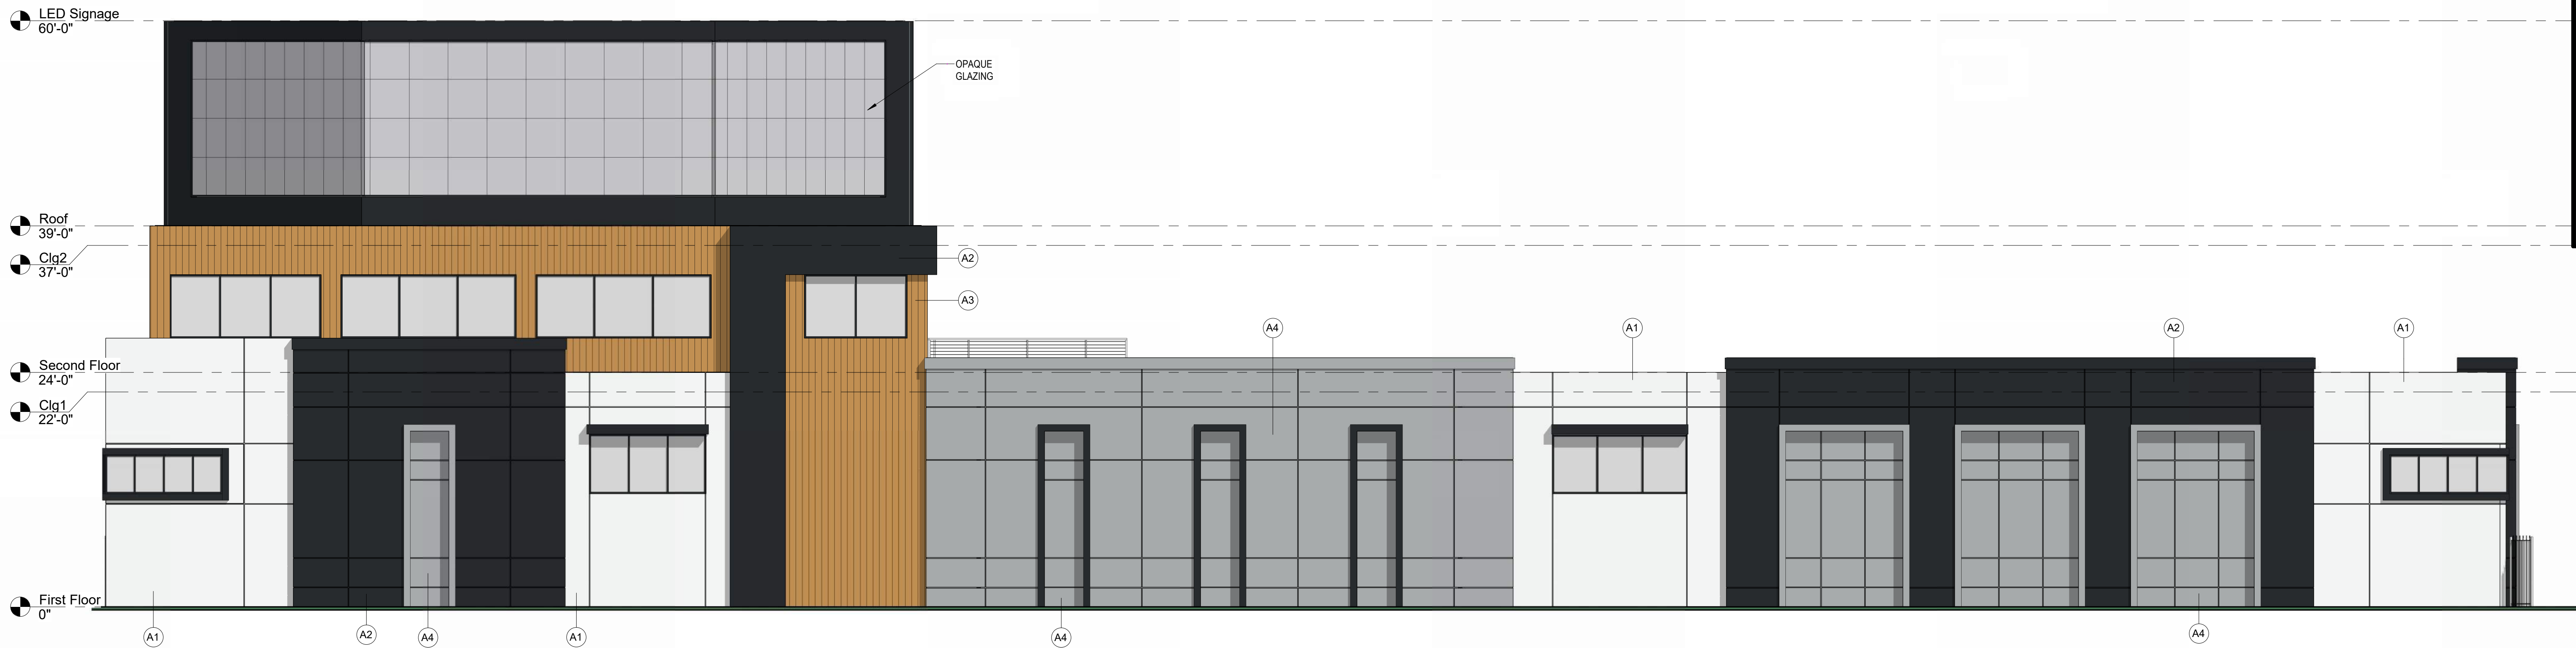 LED Signage
60'-0"
OPAQUE
GLAZING
Roof
39'-0"
Clg2
37'-0"
A2
A3
A4
A1
A2
A1
Second Floor
24'-0"
Clg1
22'-0"
First Floor
0"
A1
A2
A4
A1
A4
A4